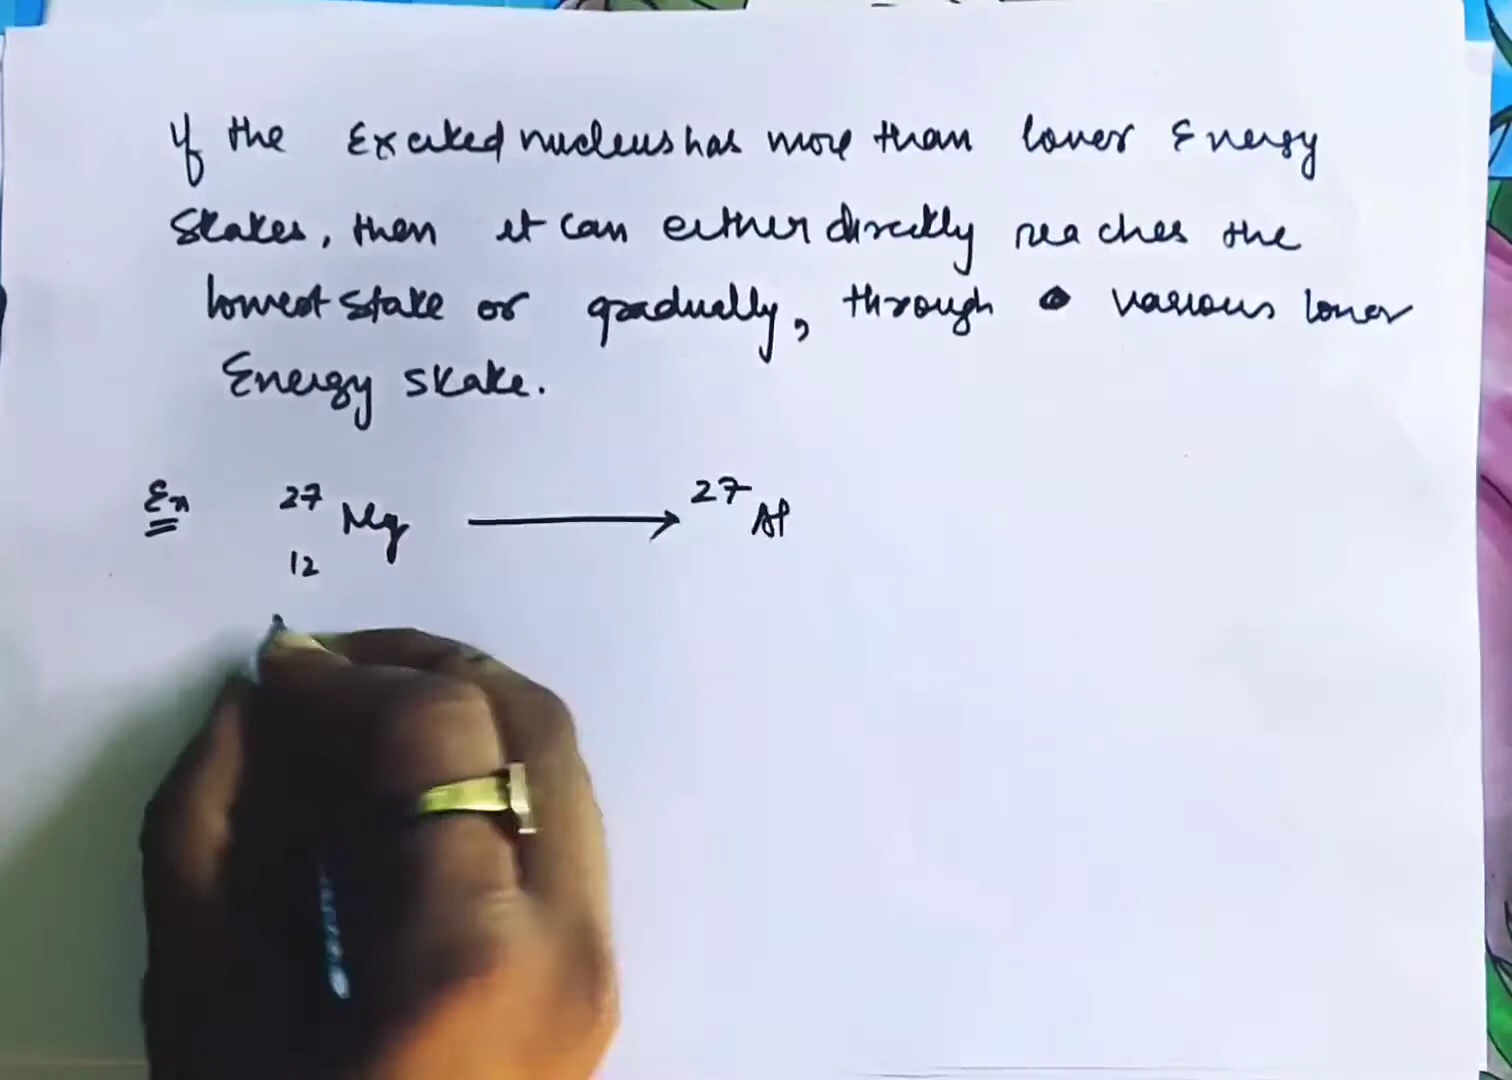 If the Excited nucleus has more than lower Energy
States, then it can either directly reaches the
lowest state or gradually, through various lower
Energy state.
Ex 27 Mg 12 → 27 Al